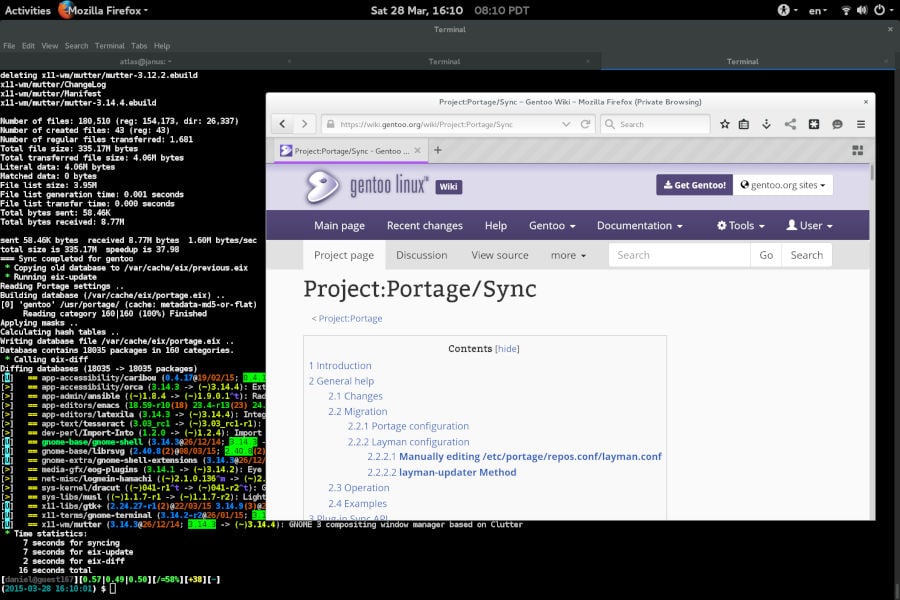 Activities Mozilla Firefox Sat 28 Mar, 16:10 08:10 PDT en
Terminal
File Edit View Search Terminal Tabs Help
atlas@janus: ~ Terminal Terminal
deleting x11-wm/mutter/mutter-3.12.2.ebuild
x11-wm/mutter/ChangeLog
x11-wm/mutter/Manifest
x11-wm/mutter/mutter-3.14.4.ebuild
Number of files: 180,510 (reg: 154,173, dir: 26,337)
Number of created files: 43 (reg: 43)
Number of regular files transferred: 1,681
Total file size: 335.17M bytes
Total transferred file size: 4.06M bytes
Literal data: 4.06M bytes
Matched data: 0 bytes
File list size: 3.95M
File list generation time: 0.001 seconds
File list transfer time: 0.000 seconds
Total bytes sent: 58.46K
Total bytes received: 8.77M
sent 58.46K bytes received 8.77M bytes 1.60M bytes/sec
total size is 335.17M speedup is 37.98
=== Sync completed for gentoo
* Copying old database to /var/cache/eix/previous.eix
* Running eix-update
Reading Portage settings ..
Building database (/var/cache/eix/portage.eix) ..
[0] 'gentoo' /usr/portage/ (cache: metadata-md5-or-flat)
Reading category 160|160 (100%) Finished
Applying masks ..
Calculating hash tables ..
Writing database file /var/cache/eix/portage.eix ..
Database contains 18035 packages in 160 categories.
* Calling eix-diff
Diffing databases (18035 -> 18035 packages)
[U] == app-accessibility/caribou (0.4.17@19/02/15; 0.4.1
[>] == app-accessibility/orca (3.14.3 -> (~)3.14.4): Ext
[>] == app-admin/ansible ((~)1.8.4 -> (~)1.9.0.1^t): Rad
[>] == app-editors/emacs (18.59-r10(18) 23.4-r13(23) 24.
[>] == app-editors/latexila (3.14.3 -> (~)3.14.4): Integ
[>] == app-text/tesseract (3.03_rc1 -> (~)3.03_rc1-r1):
[>] == dev-perl/Import-Into (1.2.0 -> (~)1.2.4): Import
[U] == gnome-base/gnome-shell (3.14.3@26/12/14; 3.14.3 -
[U] == gnome-base/librsvg (2.40.8(2)@08/03/15; 2.40.8(2)
[U] == gnome-extra/gnome-shell-extensions (3.14.3@26/12
[>] == media-gfx/eog-plugins (3.14.1 -> (~)3.14.2): Eye
[>] == net-misc/logmein-hamachi ((~)2.1.0.136^m -> (~)2.
[>] == sys-kernel/dracut ((~)041-r1^t -> (~)041-r2^t): G
[>] == sys-libs/musl ((~)1.1.7-r1 -> (~)1.1.7-r2): Light
[U] == x11-libs/gtk+ (2.24.27-r1(2)@22/03/15 3.14.9(3)@
[U] == x11-terms/gnome-terminal (3.14.2-r2@26/01/15; 3.1
[U] == x11-wm/mutter (3.14.3@26/12/14; 3.14.3 -> (~)3.14.4): GNOME 3 compositing window manager based on Clutter
* Time statistics:
7 seconds for syncing
7 seconds for eix-update
2 seconds for eix-diff
16 seconds total
[daniel@guest167][0.57|0.49|0.50][/=58%][+38][~]
(2015-03-28 16:10:01) $
Project:Portage/Sync - Gentoo Wiki - Mozilla Firefox (Private Browsing)
https://wiki.gentoo.org/wiki/Project:Portage/Sync Search
Project:Portage/Sync - Gentoo ...
gentoo linux™ Wiki Get Gentoo! gentoo.org sites
Main page Recent changes Help Gentoo Documentation Tools User
Project page Discussion View source more Search Go Search
Project:Portage/Sync
< Project:Portage
Contents [hide]
1 Introduction
2 General help
2.1 Changes
2.2 Migration
2.2.1 Portage configuration
2.2.2 Layman configuration
2.2.2.1 Manually editing /etc/portage/repos.conf/layman.conf
2.2.2.2 layman-updater Method
2.3 Operation
2.4 Examples
3 Plug-in Sync API